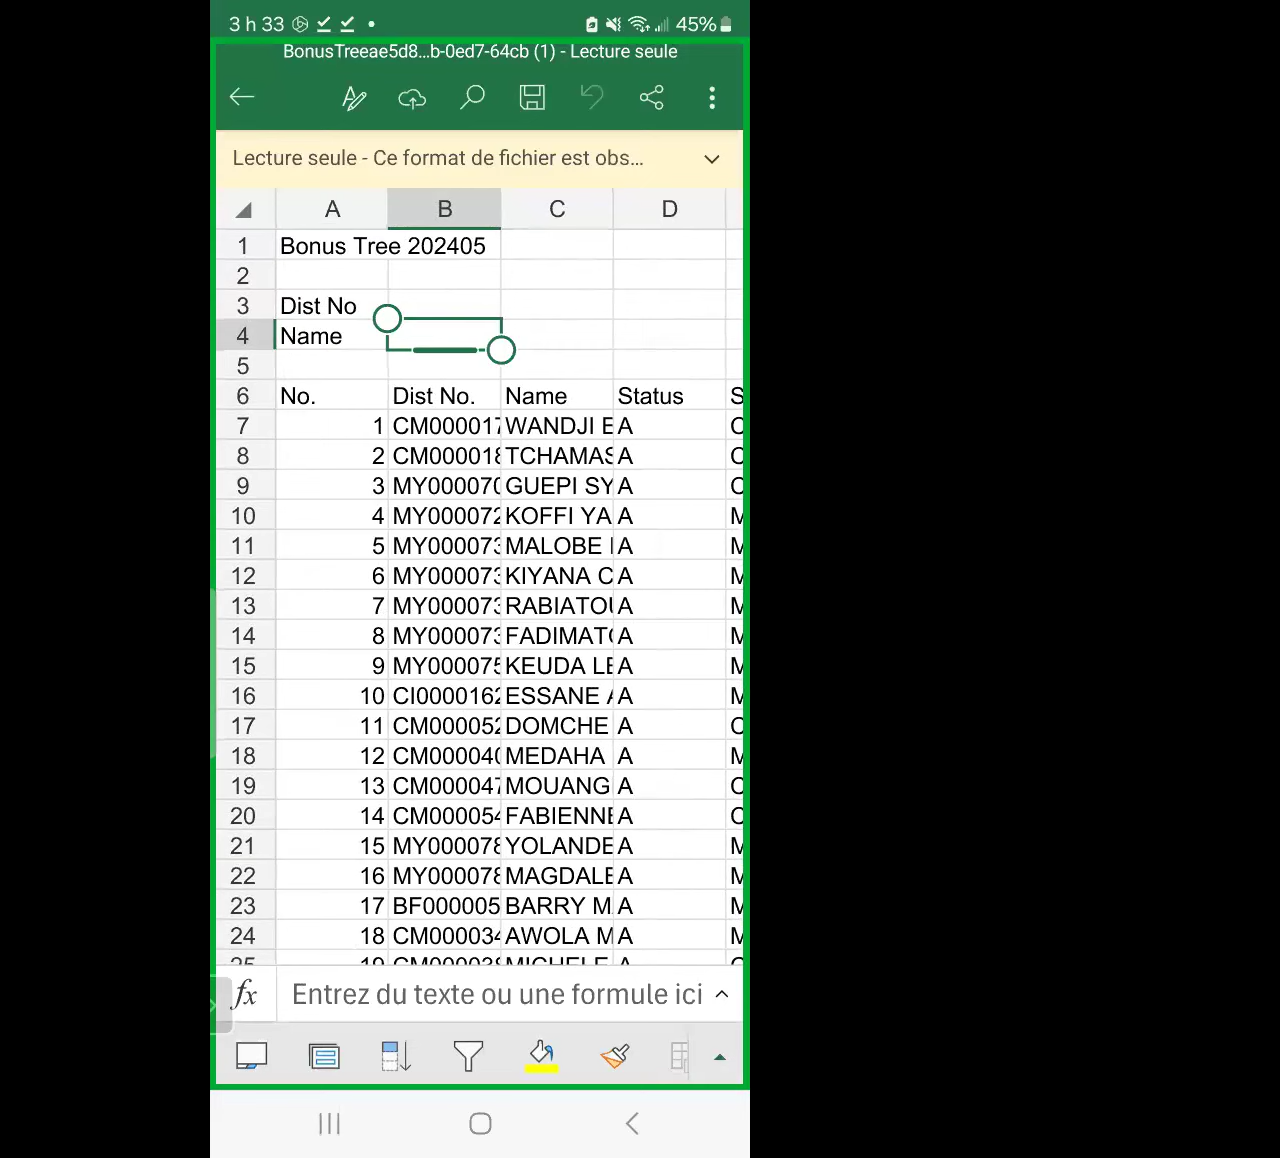 3 h 33 45%
BonusTreeae5d8...b-0ed7-64cb (1) - Lecture seule
Lecture seule - Ce format de fichier est obs...
A B C D
1 Bonus Tree 202405
2
3 Dist No
4 Name
5
6 No. Dist No. Name Status S
7 1 CM000017 WANDJI E A C
8 2 CM000018 TCHAMAS A C
9 3 MY000070 GUEPI SY A C
10 4 MY000072 KOFFI YA A M
11 5 MY000073 MALOBE A M
12 6 MY000073 KIYANA C A M
13 7 MY000073 RABIATOU A M
14 8 MY000073 FADIMATO A M
15 9 MY000075 KEUDA LE A M
16 10 CI0000162 ESSANE A A M
17 11 CM000052 DOMCHE A C
18 12 CM000040 MEDAHA A M
19 13 CM000047 MOUANG A C
20 14 CM000054 FABIENNE A C
21 15 MY000078 YOLANDE A M
22 16 MY000078 MAGDALE A M
23 17 BF000005 BARRY M A M
24 18 CM000034 AWOLA M A M
25 19 MICHELE A
fx Entrez du texte ou une formule ici